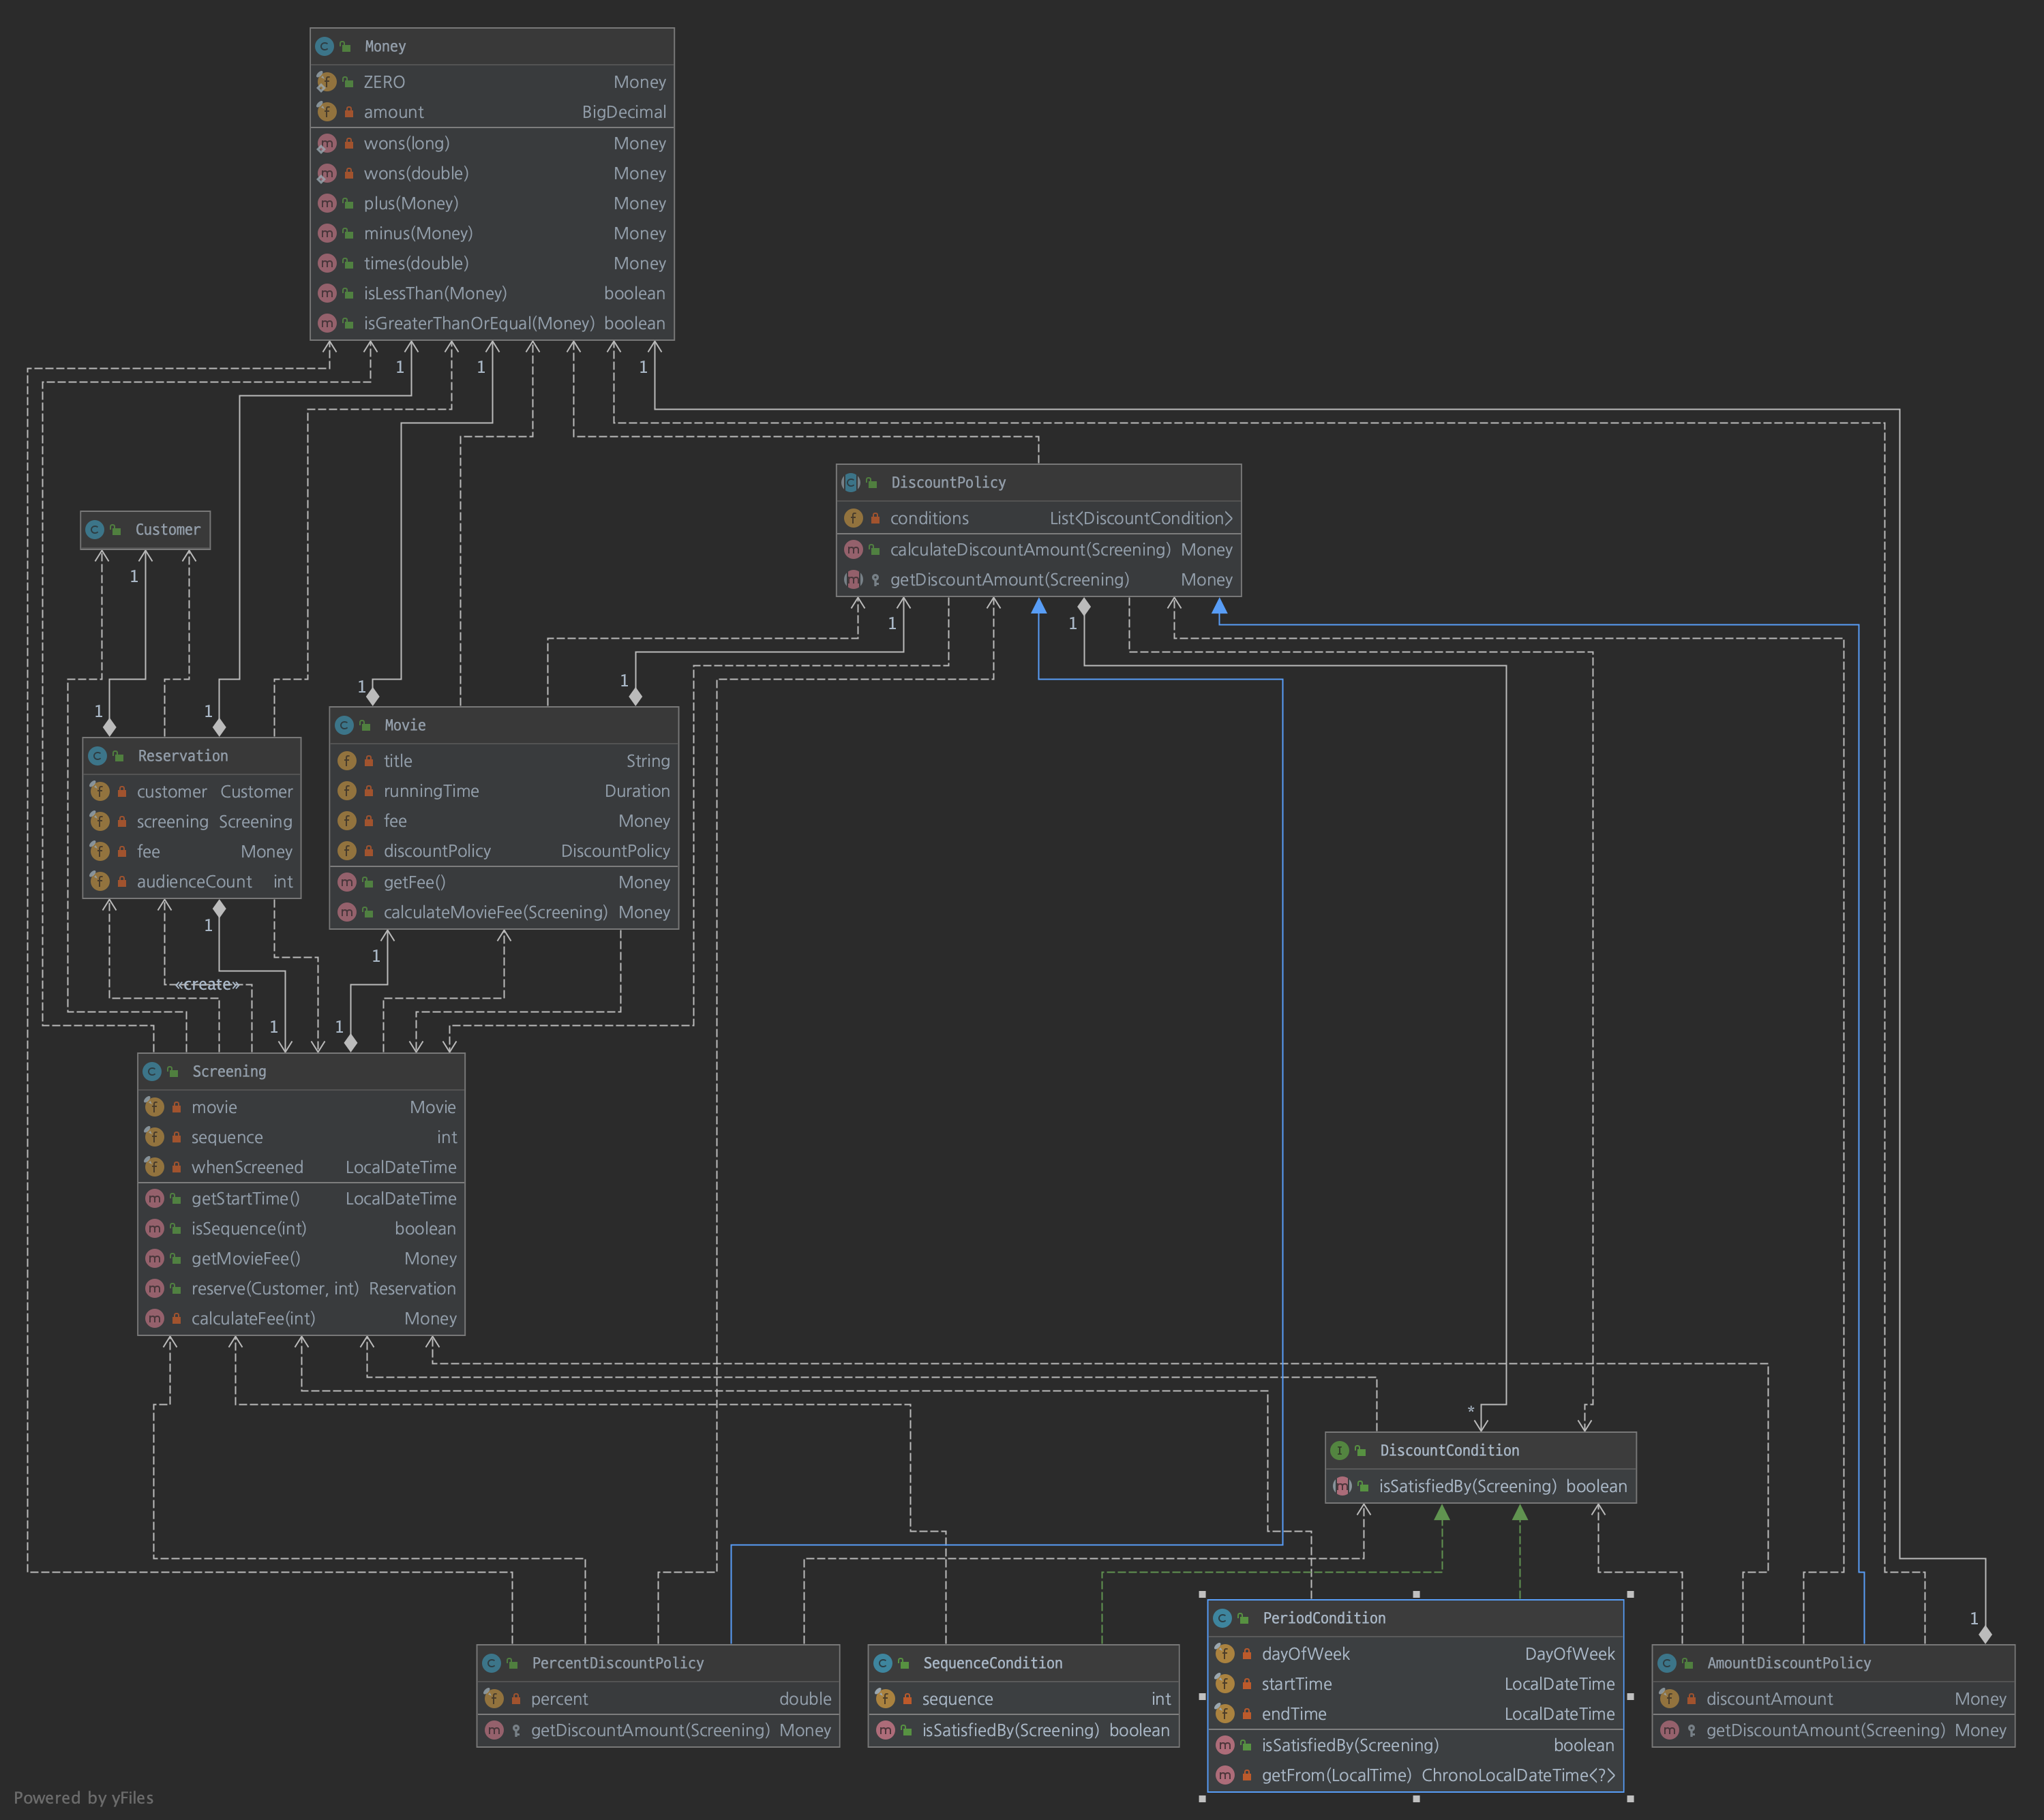 Money
ZERO Money
amount BigDecimal
wons(long) Money
wons(double) Money
plus(Money) Money
minus(Money) Money
times(double) Money
isLessThan(Money) boolean
isGreaterThanOrEqual(Money) boolean
1 1 1
DiscountPolicy
conditions List<DiscountCondition>
calculateDiscountAmount(Screening) Money
getDiscountAmount(Screening) Money
1 1
Customer
1
1 1
Reservation
customer Customer
screening Screening
fee Money
audienceCount int
1
1 1
Movie
title String
runningTime Duration
fee Money
discountPolicy DiscountPolicy
getFee() Money
calculateMovieFee(Screening) Money
1
«create»
1 1
Screening
movie Movie
sequence int
whenScreened LocalDateTime
getStartTime() LocalDateTime
isSequence(int) boolean
getMovieFee() Money
reserve(Customer, int) Reservation
calculateFee(int) Money
*
DiscountCondition
isSatisfiedBy(Screening) boolean
PercentDiscountPolicy
percent double
getDiscountAmount(Screening) Money
SequenceCondition
sequence int
isSatisfiedBy(Screening) boolean
PeriodCondition
dayOfWeek DayOfWeek
startTime LocalDateTime
endTime LocalDateTime
isSatisfiedBy(Screening) boolean
getFrom(LocalTime) ChronoLocalDateTime<?>
1
AmountDiscountPolicy
discountAmount Money
getDiscountAmount(Screening) Money
Powered by yFiles